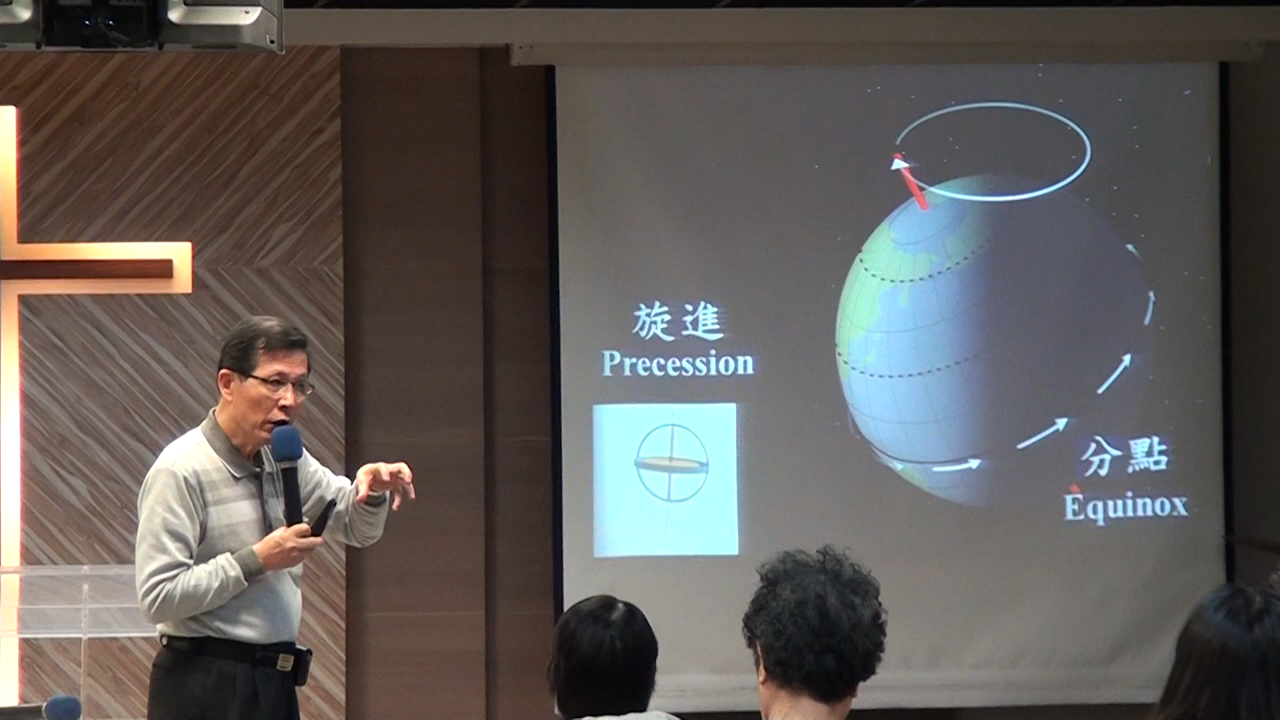 旋進
Precession
分點
Equinox